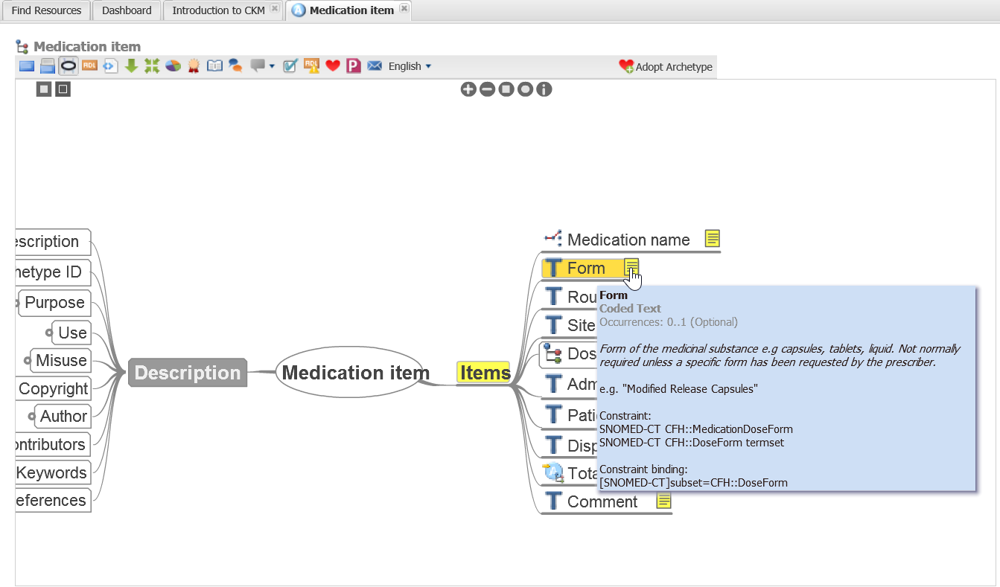 Find Resources
Dashboard
Introduction to CKM
Medication item
Medication item
ADL
ADL
P
English
Adopt Archetype
escription
hetype ID
Purpose
Use
Misuse
Copyright
Author
ontributors
Keywords
eferences
Description
Medication item
Items
Medication name
Form
Rou
Site
Dos
Adm
Pati
Disp
Tota
Comment
Form
Coded Text
Occurrences: 0..1 (Optional)
Form of the medicinal substance e.g capsules, tablets, liquid. Not normally
required unless a specific form has been requested by the prescriber.
e.g. "Modified Release Capsules"
Constraint:
SNOMED-CT CFH::MedicationDoseForm
SNOMED-CT CFH::DoseForm termset
Constraint binding:
[SNOMED-CT]subset=CFH::DoseForm